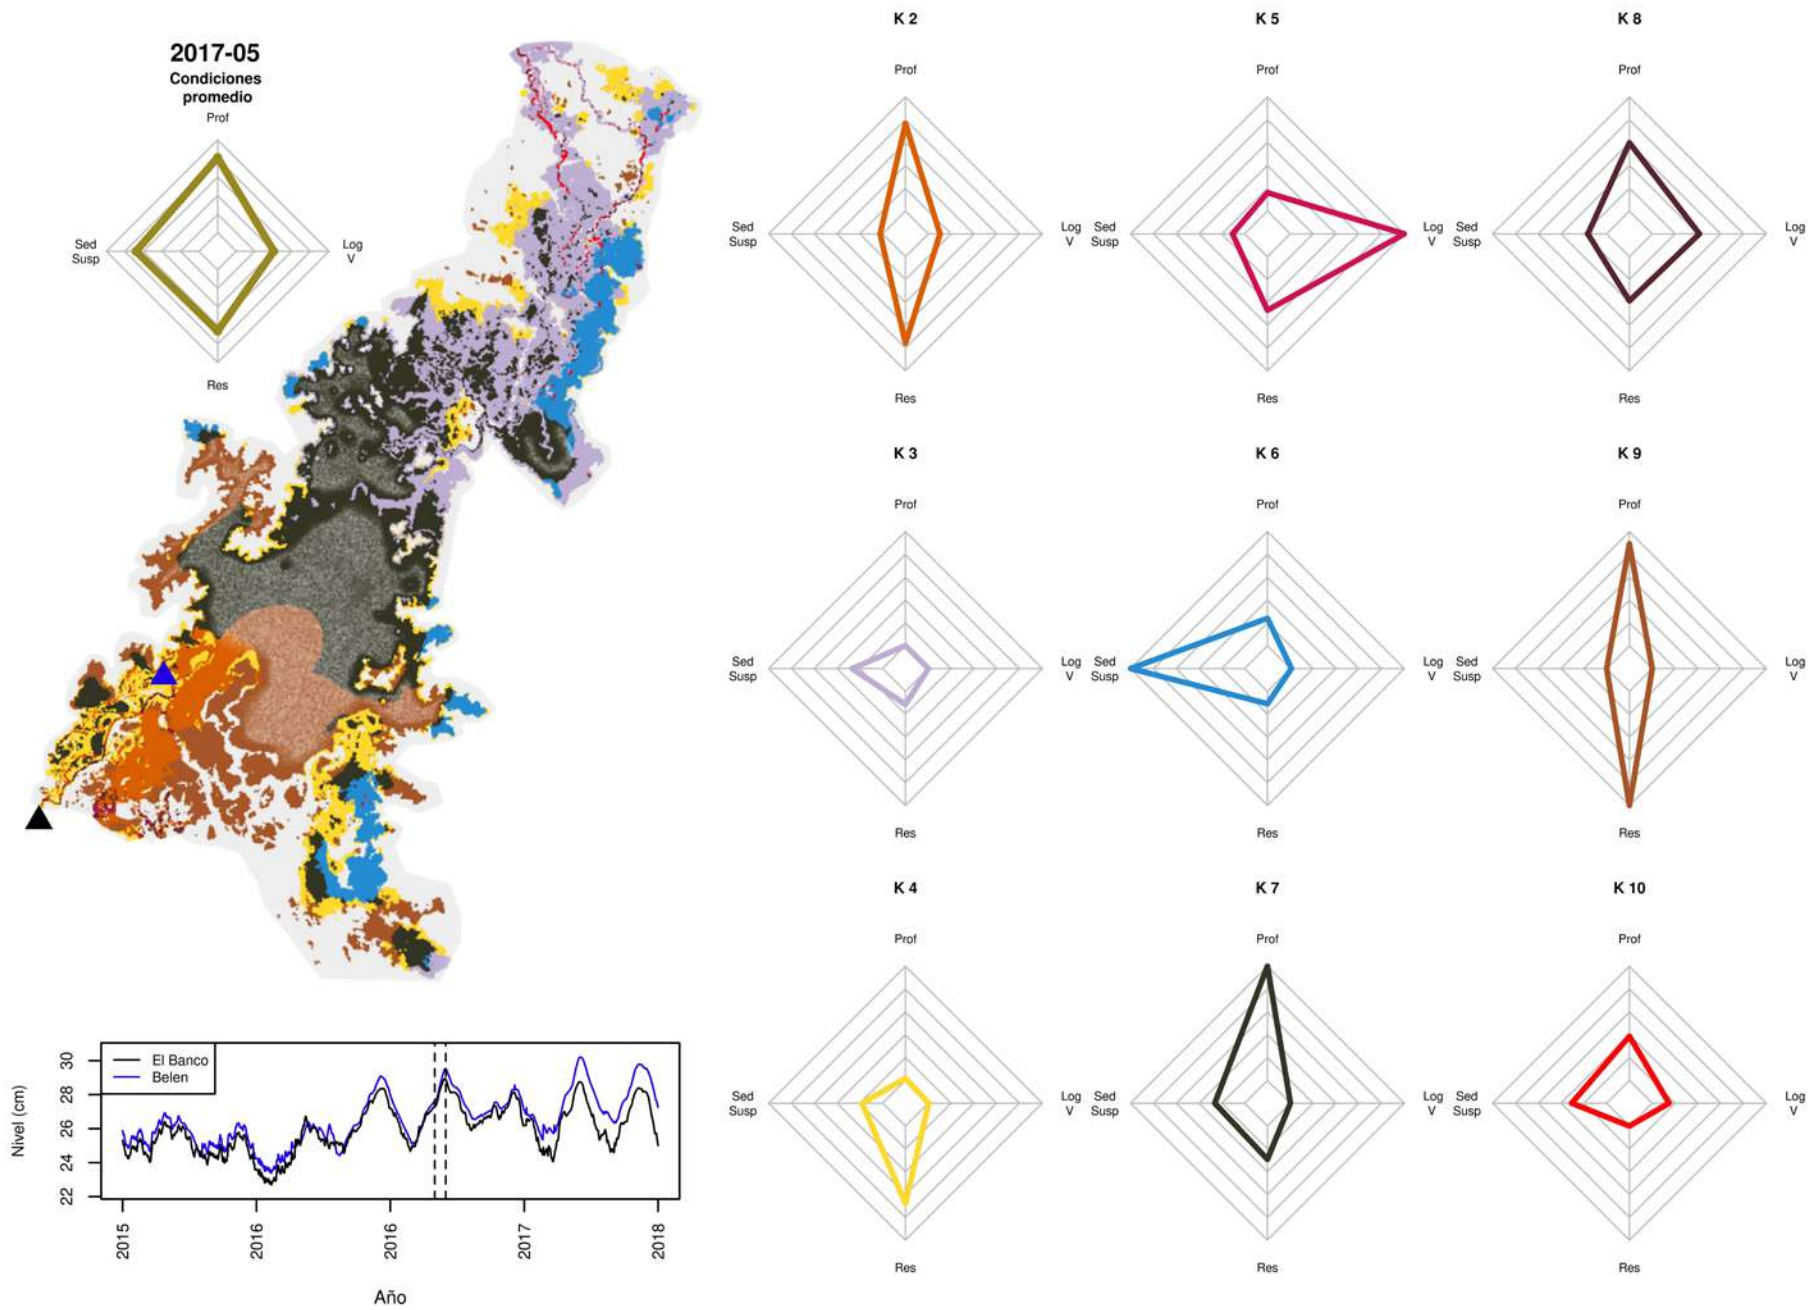 2017-05
Condiciones
promedio
Prof
Sed
Susp
Log
V
Res
K 2
Prof
Sed
Susp
Log
V
Res
K 5
Prof
Sed
Susp
Log
V
Res
K 8
Prof
Sed
Susp
Log
V
Res
K 3
Prof
Sed
Susp
Log
V
Res
K 6
Prof
Sed
Susp
Log
V
Res
K 9
Prof
Sed
Susp
Log
V
Res
K 4
Prof
Sed
Susp
Log
V
Res
K 7
Prof
Sed
Susp
Log
V
Res
K 10
Prof
Sed
Susp
Log
V
Res
El Banco
Belen
Nivel (cm)
30
28
26
24
22
2015
2016
2016
2017
2018
Año